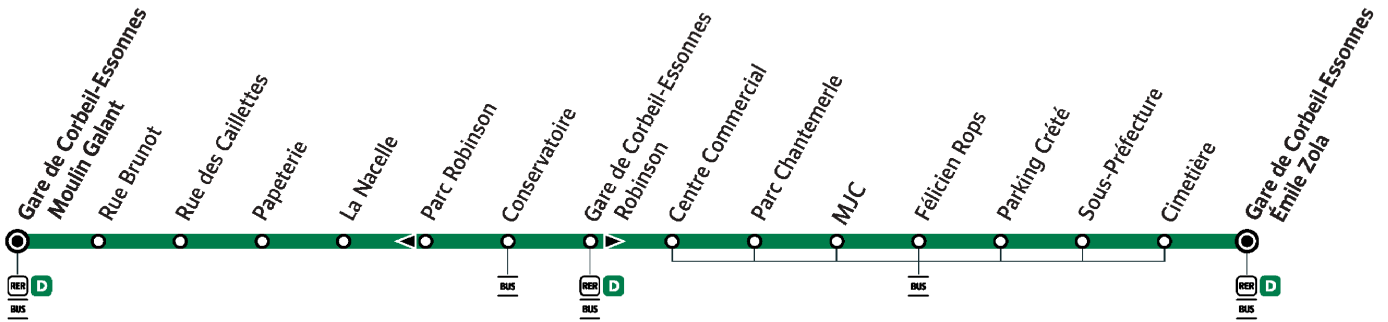 Gare de Corbeil-Essonnes
Moulin Galant
Rue Brunot
Rue des Caillettes
Papeterie
La Nacelle
Parc Robinson
Conservatoire
Gare de Corbeil-Essonnes
Robinson
Centre Commercial
Parc Chantemerle
MJC
Félicien Rops
Parking Crété
Sous-Préfecture
Cimetière
Gare de Corbeil-Essonnes
Émile Zola
RER D
BUS
BUS
RER D
BUS
BUS
RER D
BUS